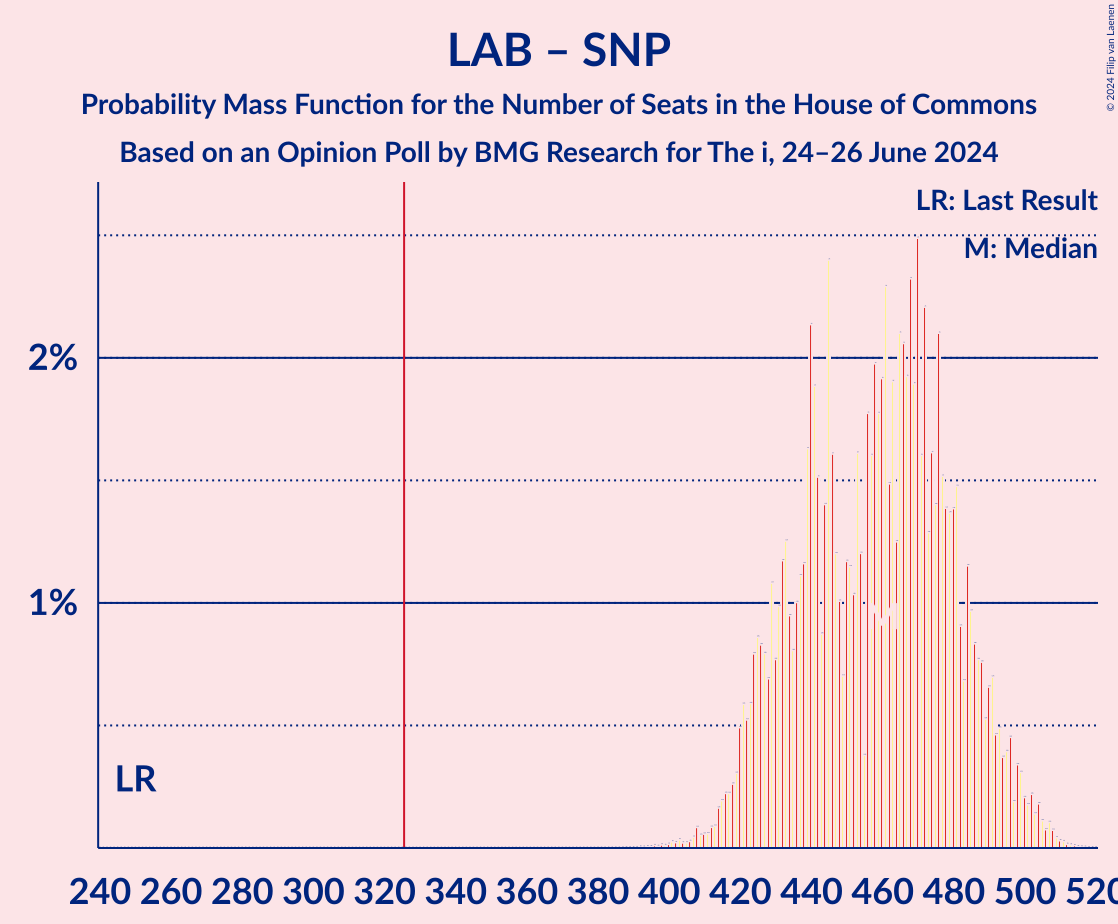 LAB – SNP
Probability Mass Function for the Number of Seats in the House of Commons
Based on an Opinion Poll by BMG Research for The i, 24–26 June 2024
© 2024 Filip van Laenen
LR: Last Result
M: Median
2%
1%
LR
M
240 260 280 300 320 340 360 380 400 420 440 460 480 500 520